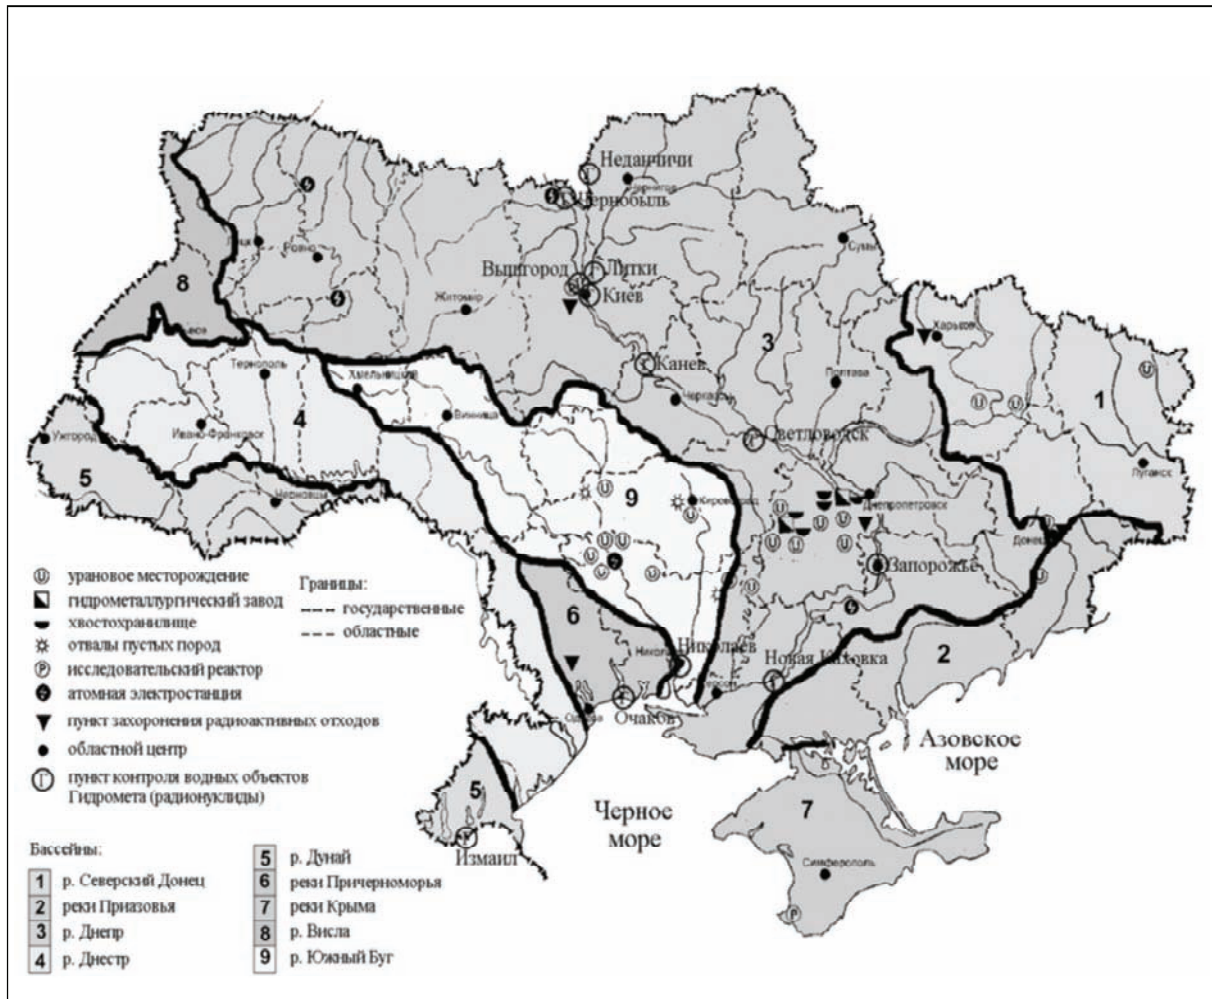 Неданчичи
Чернигов
Чернобыль
Луцк
Ровно
Сумы
Вышгород
Лютки
Киев
8
Житомир
Харьков
3
Тернополь
Канев
Полтава
Хмельницкий
Черкассы
1
4
Винница
Ивано-Франковск
Светловодск
Ужгород
Луганск
5
9
Черновцы
Кировоград
Днепропетровск
Донецк
Запорожье
урановое месторождение
гидрометаллургический завод
хвостохранилище
отвалы пустых пород
исследовательский реактор
атомная электростанция
пункт захоронения радиоактивных отходов
областной центр
пункт контроля водных объектов
Гидромета (радионуклиды)
Границы:
государственные
областные
6
Николаев
Новая Каховка
2
Одесса
Очаков
Азовское
море
5
Черное
море
7
Измаил
Симферополь
Бассейны:
1 р. Северский Донец
2 реки Приазовья
3 р. Днепр
4 р. Днестр
5 р. Дунай
6 реки Причерноморья
7 реки Крыма
8 р. Висла
9 р. Южный Буг